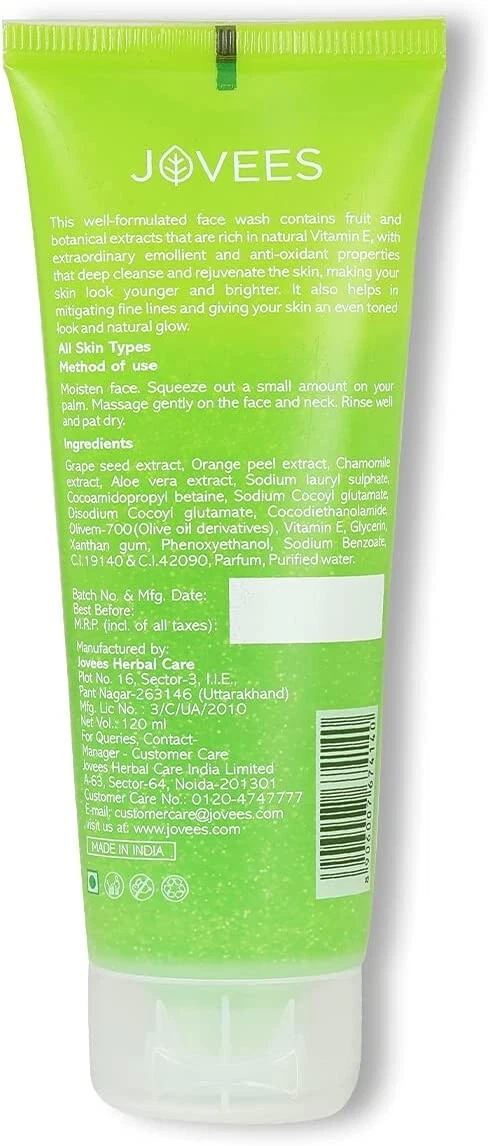 JOVEES
This well-formulated face wash contains fruit and
botanical extracts that are rich in natural Vitamin E, with
extraordinary emollient and anti-oxidant properties
that deep cleanse and rejuvenate the skin, making your
skin look younger and brighter. It also helps in
mitigating fine lines and giving your skin an even toned
look and natural glow.
All Skin Types
Method of use
Moisten face. Squeeze out a small amount on your
palm. Massage gently on the face and neck. Rinse well
and pat dry.
Ingredients
Grape seed extract, Orange peel extract, Chamomile
extract, Aloe vera extract, Sodium lauryl sulphate,
Cocoamidopropyl betaine, Sodium Cocoyl glutamate,
Disodium Cocoyl glutamate, Cocodiethanolamide,
Olivem-700(Olive oil derivatives), Vitamin E, Glycerin,
Xanthan gum, Phenoxyethanol, Sodium Benzoate,
C.I.19140 & C.I.42090, Parfum, Purified water.
Batch No. & Mfg. Date:
Best Before:
M.R.P. (incl. of all taxes):
Manufactured by:
Jovees Herbal Care
Plot No. 16, Sector-3, I.I.E.,
Pant Nagar-263146 (Uttarakhand)
Mfg. Lic No. : 3/C/UA/2010
Net Vol.: 120 ml
For Queries, Contact-
Manager - Customer Care
Jovees Herbal Care India Limited
A-63, Sector-64, Noida-201301
Customer Care No.: 0120-4747777
E-mail: customercare@jovees.com
visit us at: www.jovees.com
MADE IN INDIA
8906087674140